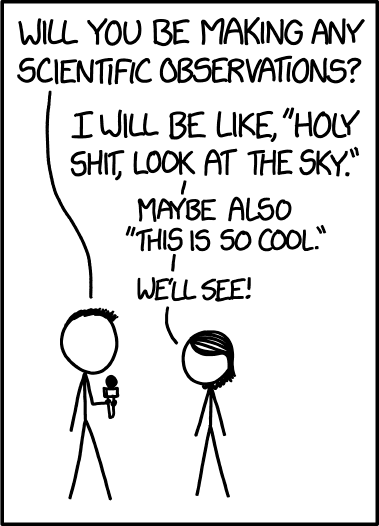 WILL YOU BE MAKING ANY
SCIENTIFIC OBSERVATIONS?
I WILL BE LIKE, "HOLY
SHIT, LOOK AT THE SKY."
MAYBE ALSO
"THIS IS SO COOL."
WE'LL SEE!